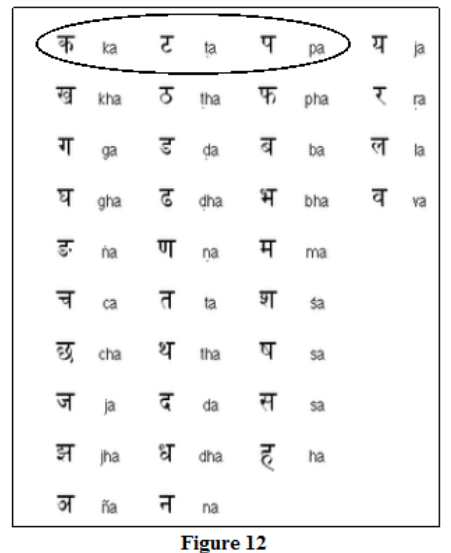 क ka ट ṭa प pa य ja
ख kha ठ ṭha फ pha र ṛa
ग ga ड ḍa ब ba ल la
घ gha ढ ḍha भ bha व va
ङ ṅa ण ṇa म ma
च ca त ta श śa
छ cha थ tha ष sa
ज ja द da स sa
झ jha ध dha ह ha
ञ ña न na
Figure 12